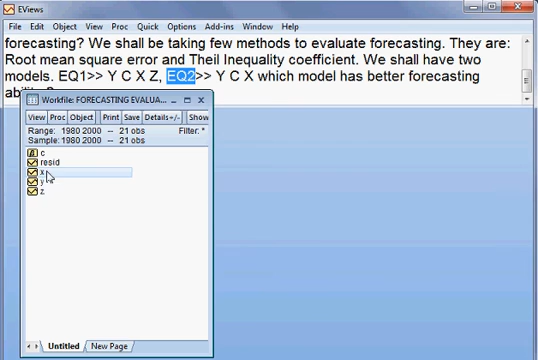 EViews
File Edit Object View Proc Quick Options Add-ins Window Help
forecasting? We shall be taking few methods to evaluate forecasting. They are:
Root mean square error and Theil Inequality coefficient. We shall have two
models. EQ1>> Y C X Z, EQ2>> Y C X which model has better forecasting
Workfile: FORECASTING EVALUA...
View Proc Object Print Save Details+/- Show
Range: 1980 2000 -- 21 obs Filter: *
Sample: 1980 2000 -- 21 obs
c
resid
x
y
z
Untitled New Page